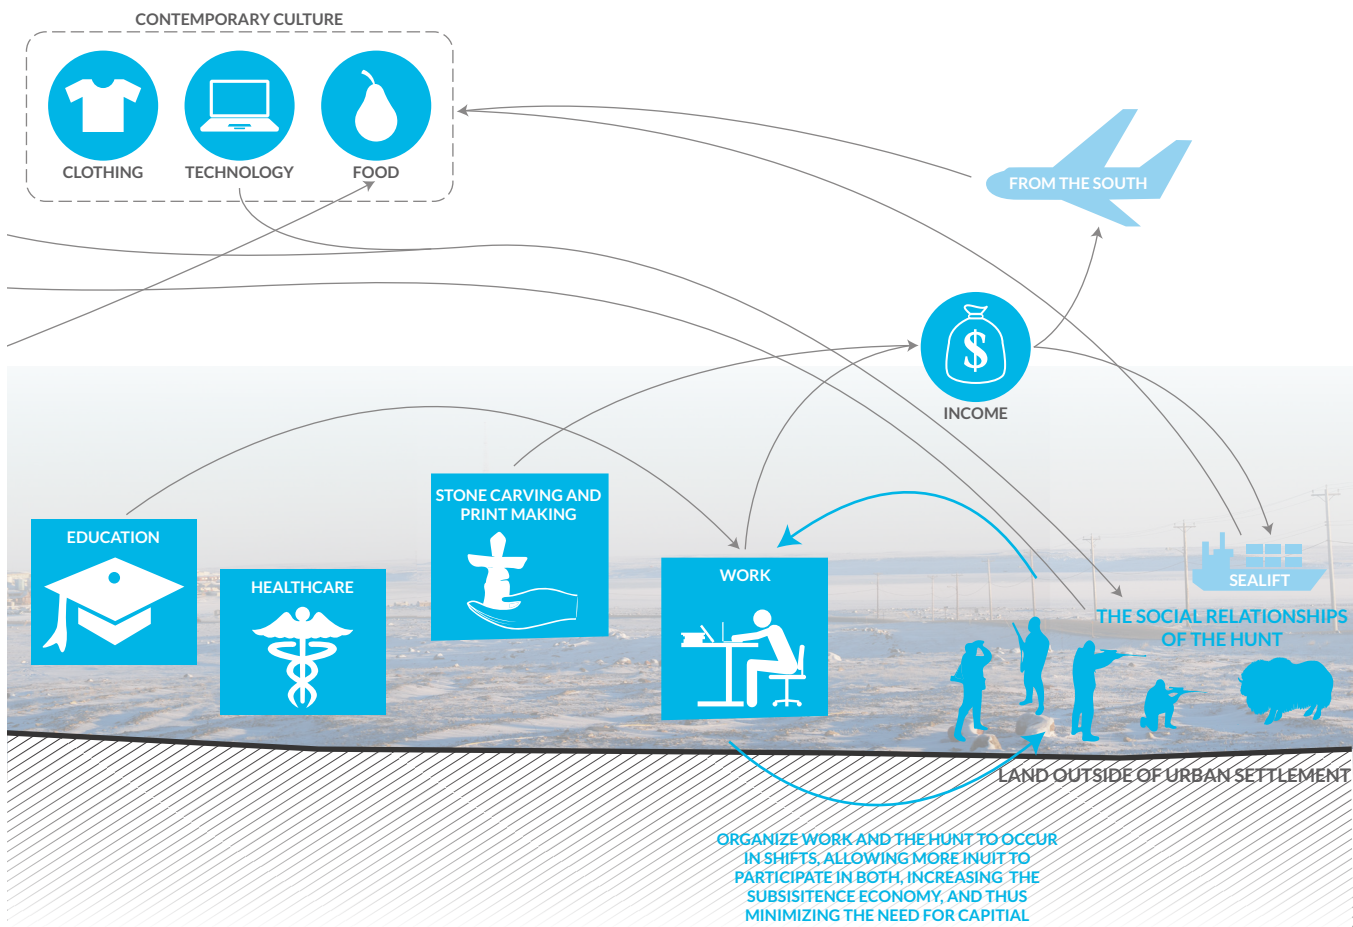 CONTEMPORARY CULTURE
CLOTHING
TECHNOLOGY
FOOD
FROM THE SOUTH
$
INCOME
STONE CARVING AND
PRINT MAKING
EDUCATION
HEALTHCARE
WORK
SEALIFT
THE SOCIAL RELATIONSHIPS
OF THE HUNT
LAND OUTSIDE OF URBAN SETTLEMENT
ORGANIZE WORK AND THE HUNT TO OCCUR
IN SHIFTS, ALLOWING MORE INUIT TO
PARTICIPATE IN BOTH, INCREASING THE
SUBSISITENCE ECONOMY, AND THUS
MINIMIZING THE NEED FOR CAPITIAL